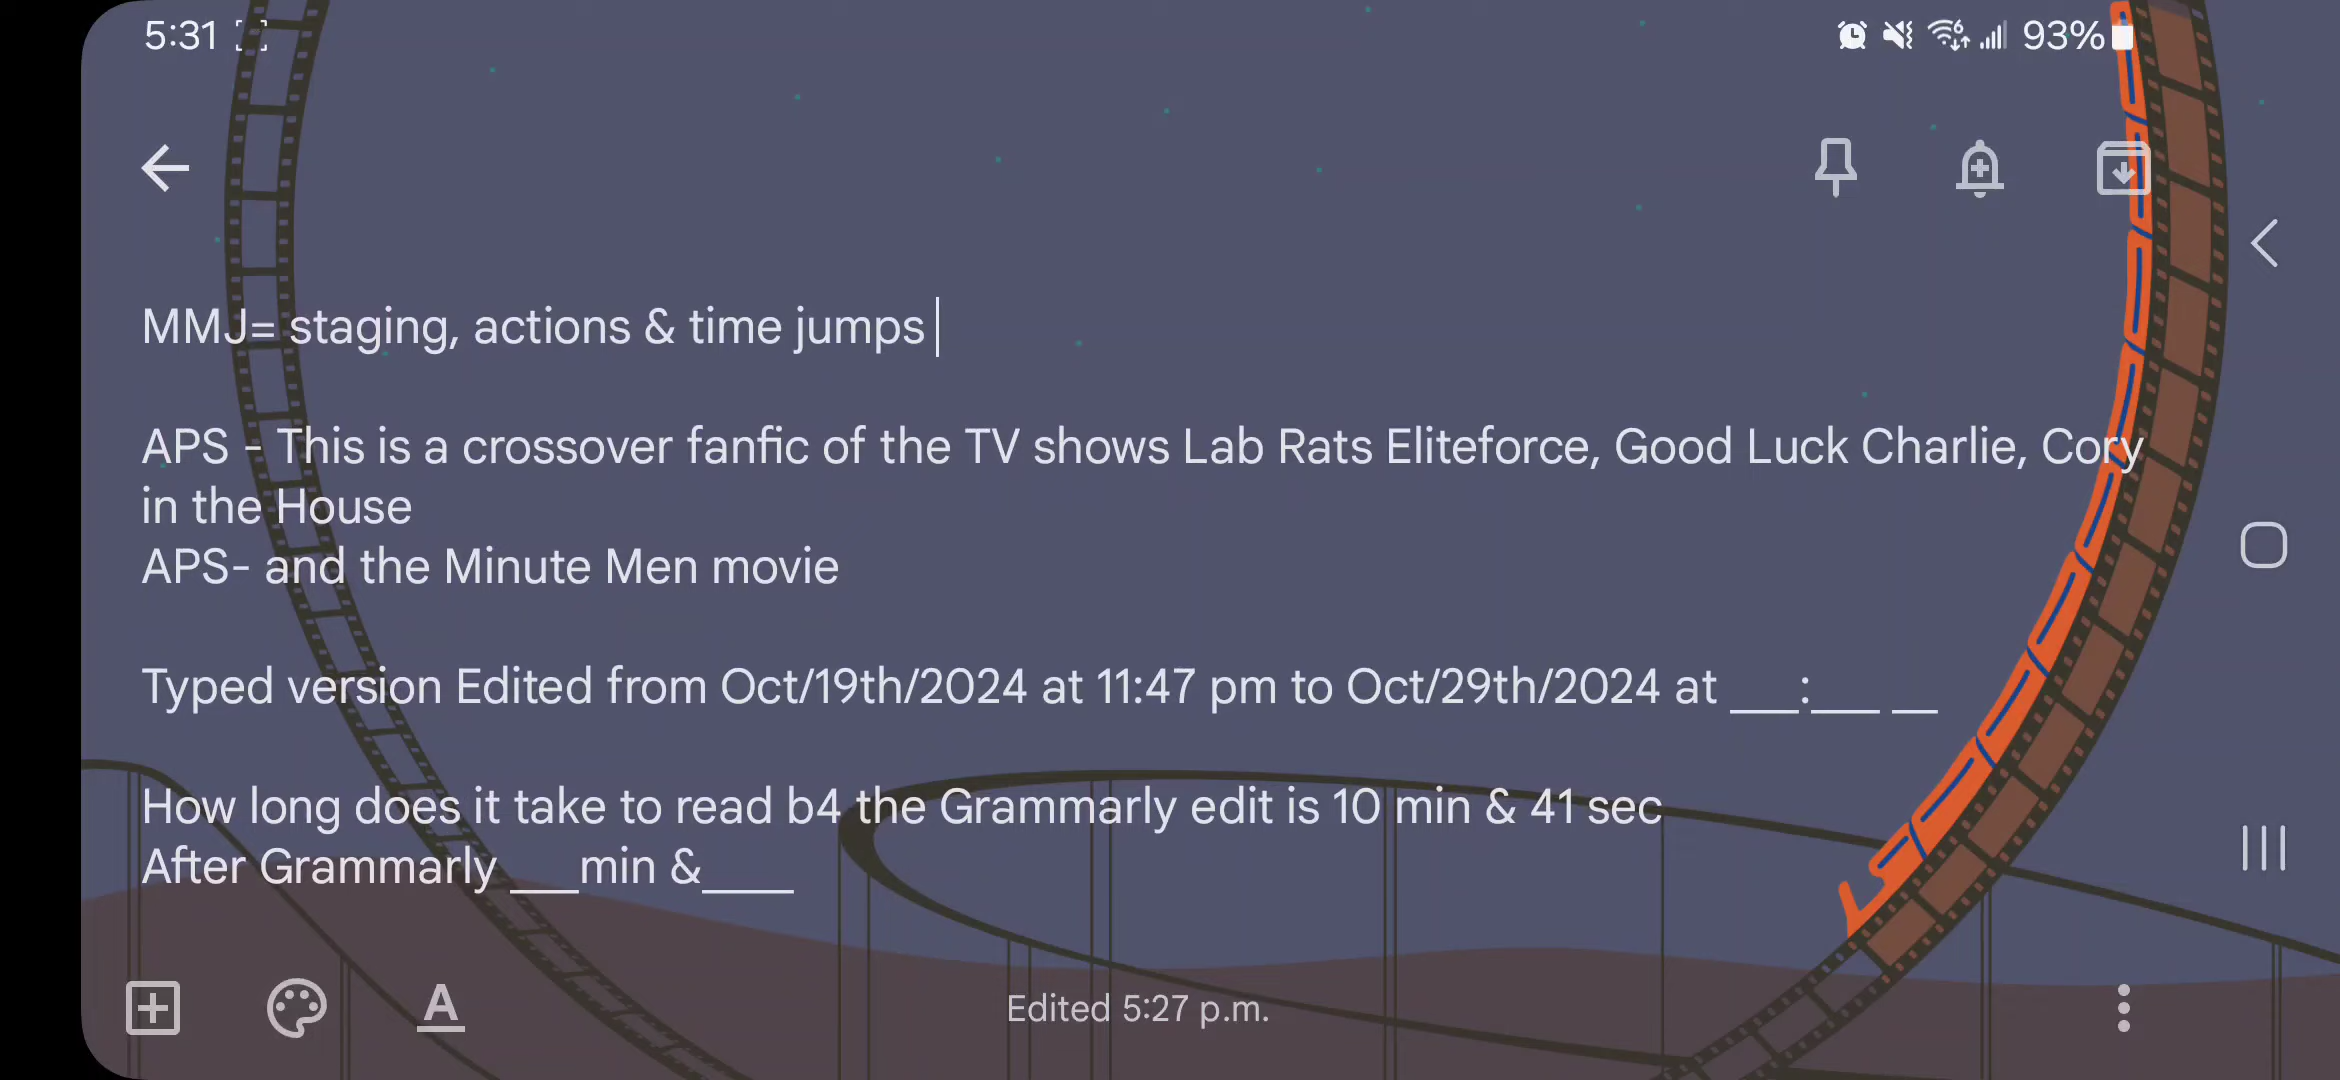 5:31
93%
MMJ= staging, actions & time jumps
APS - This is a crossover fanfic of the TV shows Lab Rats Eliteforce, Good Luck Charlie, Cory
in the House
APS- and the Minute Men movie
Typed version Edited from Oct/19th/2024 at 11:47 pm to Oct/29th/2024 at ___:___ __
How long does it take to read b4 the Grammarly edit is 10 min & 41 sec
After Grammarly ___min &____
A
Edited 5:27 p.m.